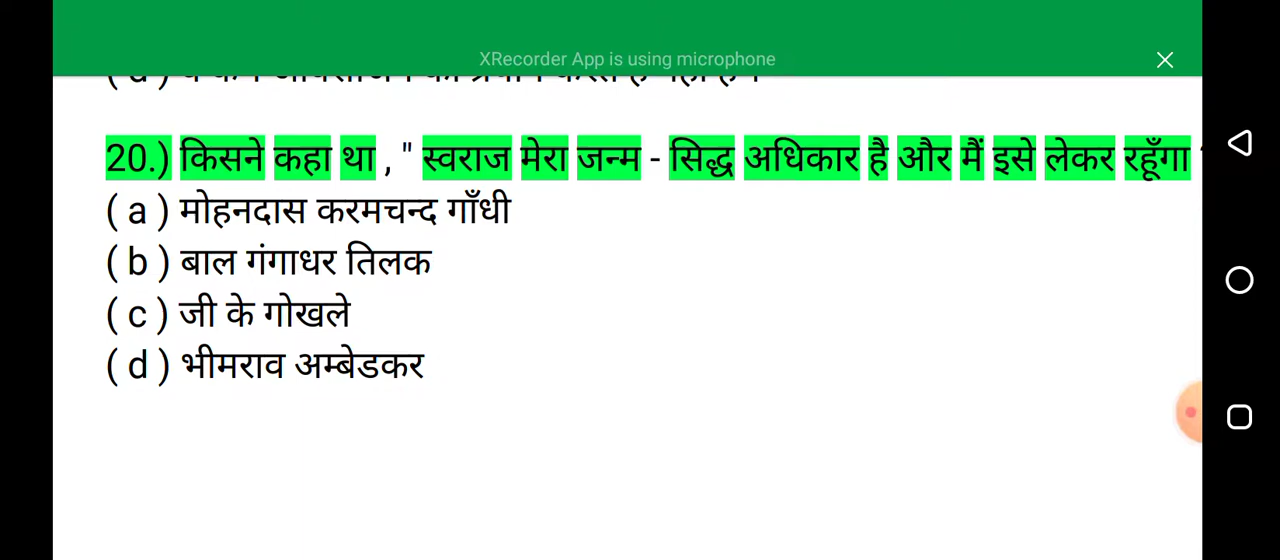 XRecorder App is using microphone
20.) किसने कहा था , " स्वराज मेरा जन्म - सिद्ध अधिकार है और मैं इसे लेकर रहूँगा
( a ) मोहनदास करमचन्द गाँधी
( b ) बाल गंगाधर तिलक
( c ) जी के गोखले
( d ) भीमराव अम्बेडकर